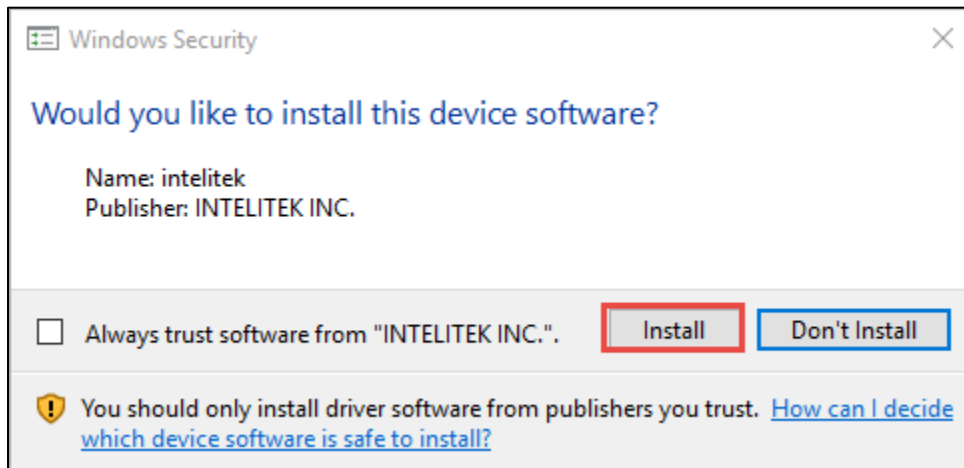 Windows Security
Would you like to install this device software?
Name: intelitek
Publisher: INTELITEK INC.
Always trust software from "INTELITEK INC.".
Install
Don't Install
You should only install driver software from publishers you trust. How can I decide
which device software is safe to install?